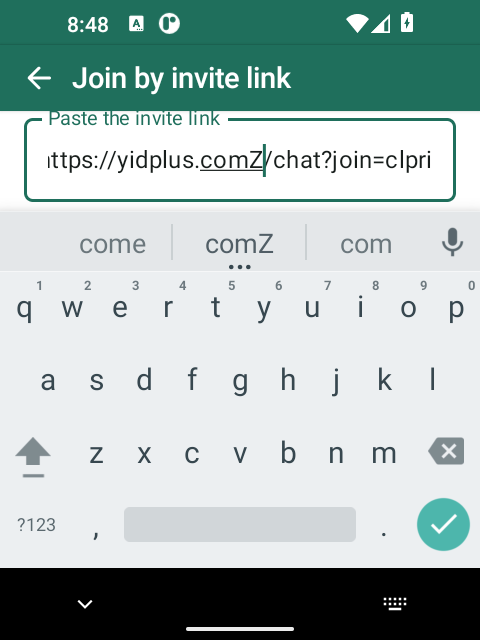 8:48
Join by invite link
Paste the invite link
ttps://yidplus.comZ/chat?join=clpri
come comZ com
1 2 3 4 5 6 7 8 9 0
q w e r t y u i o p
a s d f g h j k l
z x c v b n m
?123 , .